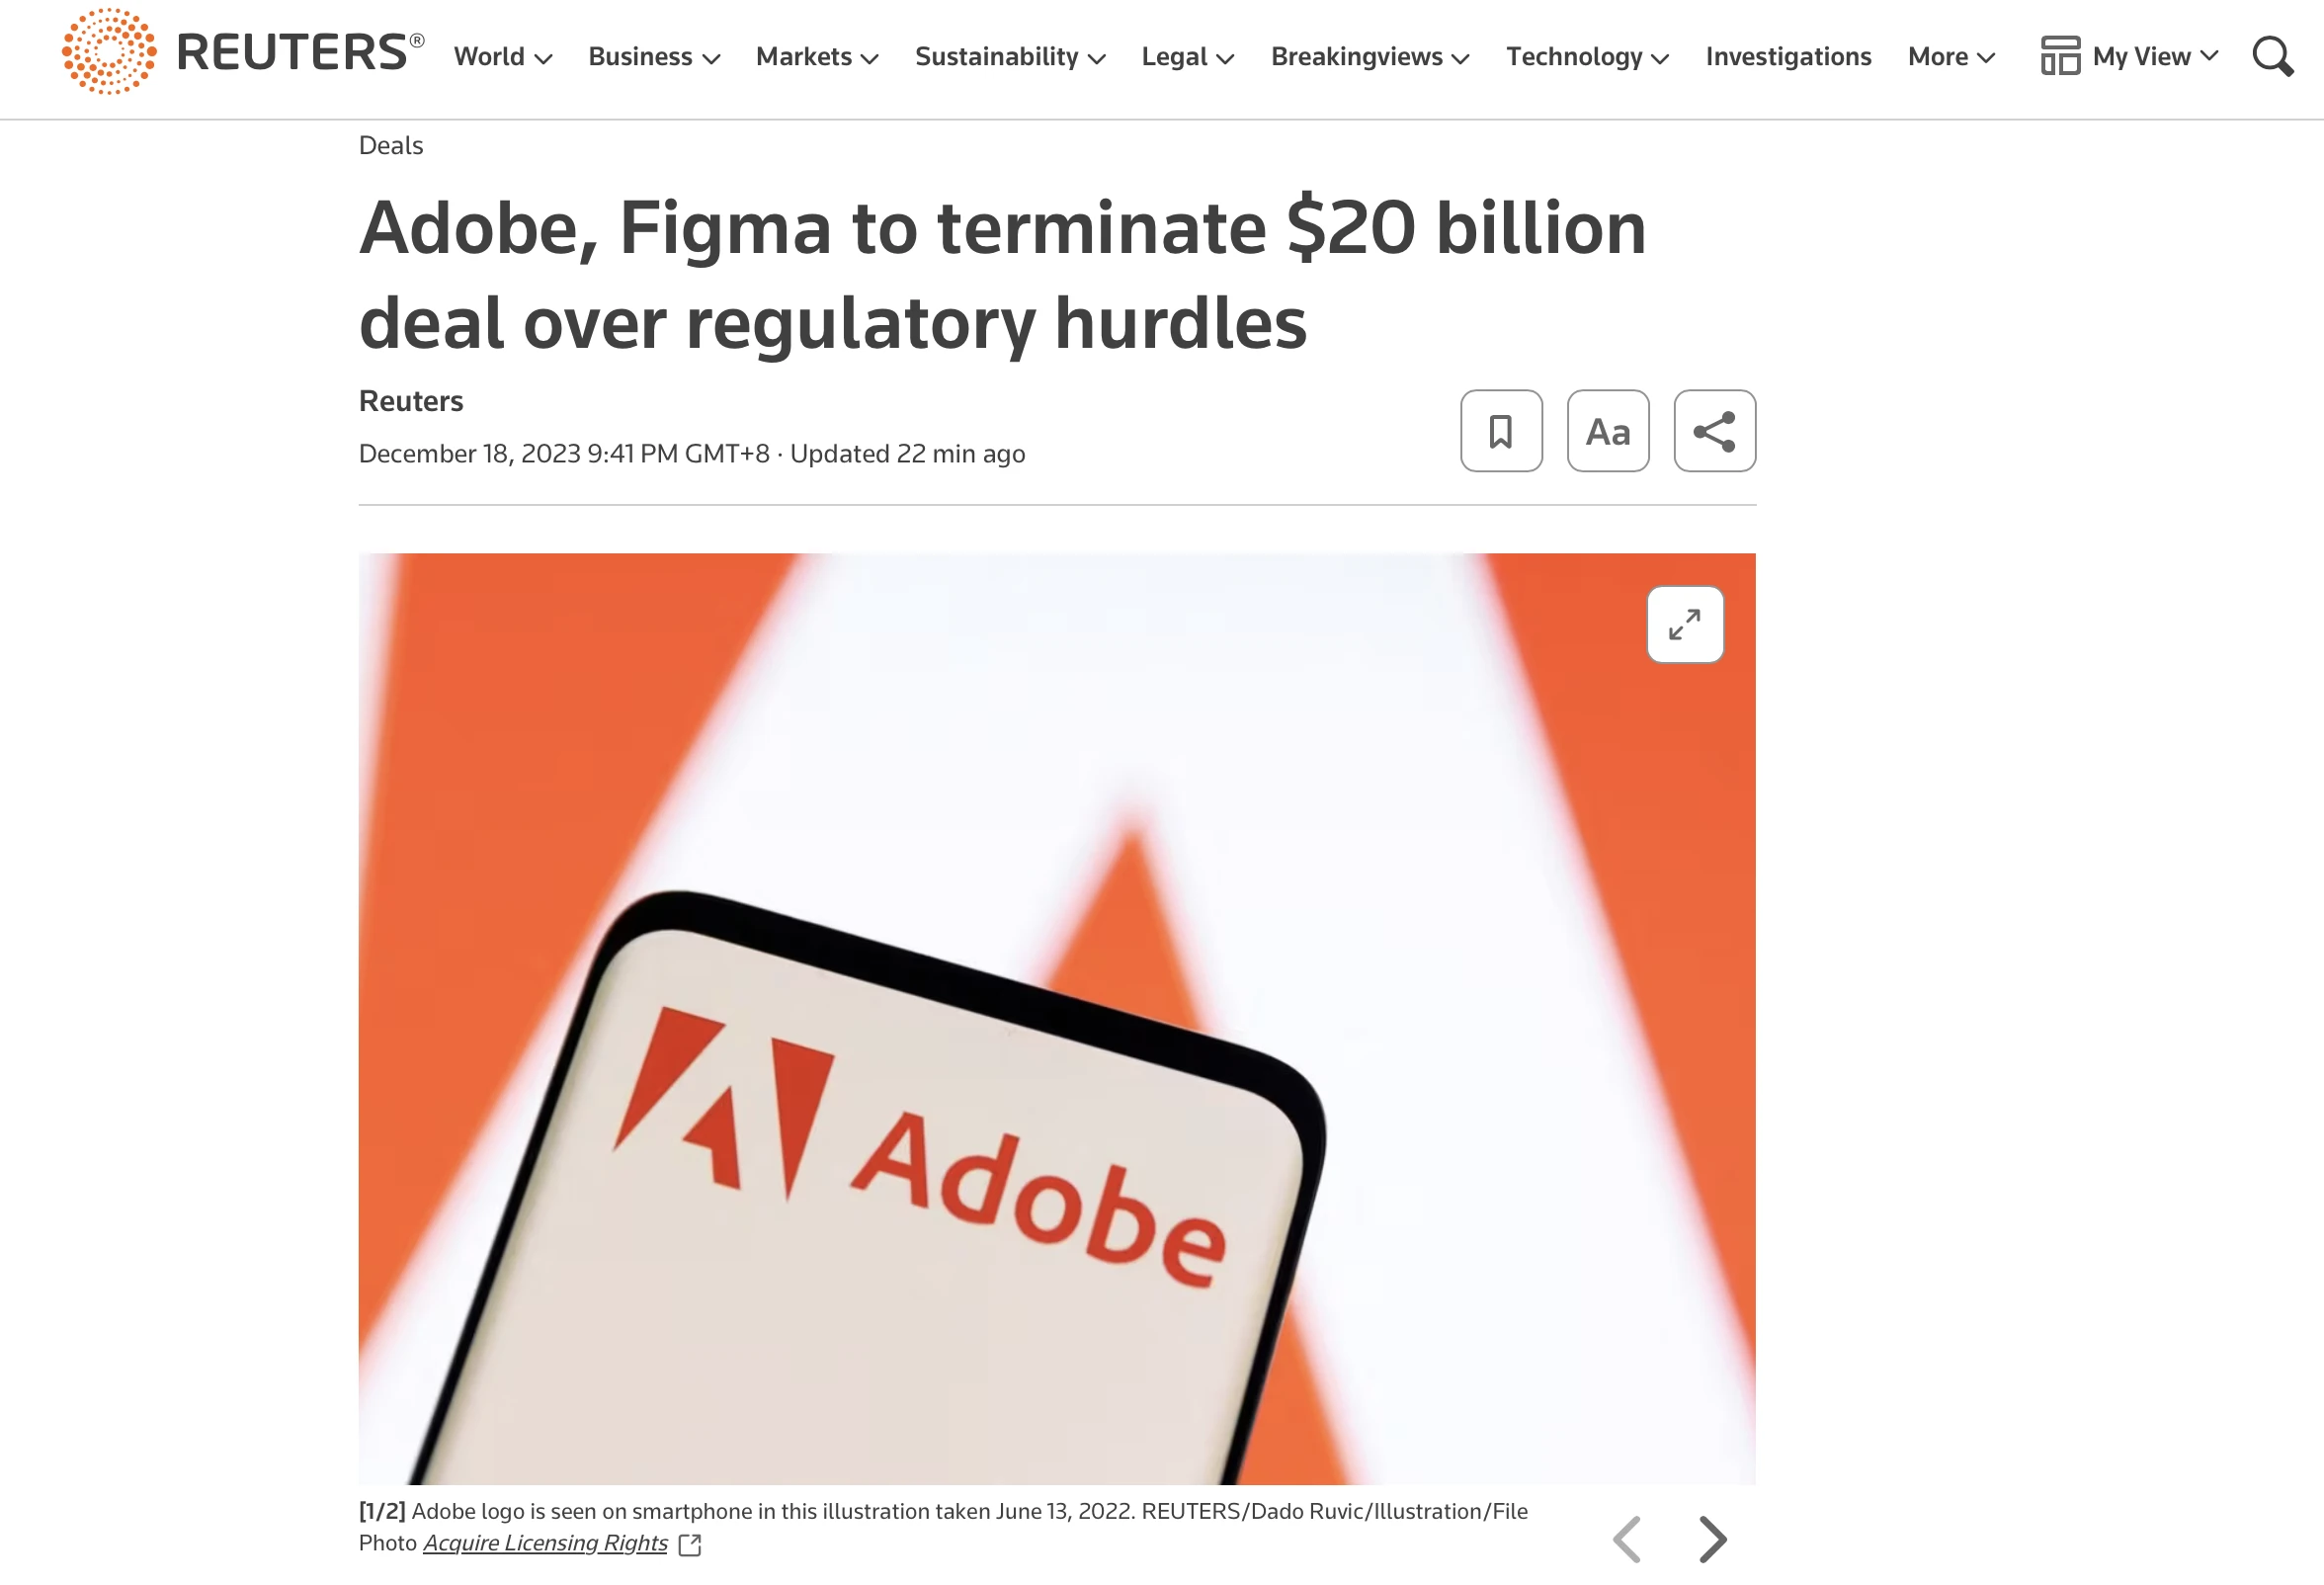 REUTERS® World Business Markets Sustainability Legal Breakingviews Technology Investigations More My View
Deals
Adobe, Figma to terminate $20 billion
deal over regulatory hurdles
Reuters
December 18, 2023 9:41 PM GMT+8 · Updated 22 min ago
Aa
Adobe
[1/2] Adobe logo is seen on smartphone in this illustration taken June 13, 2022. REUTERS/Dado Ruvic/Illustration/File
Photo Acquire Licensing Rights